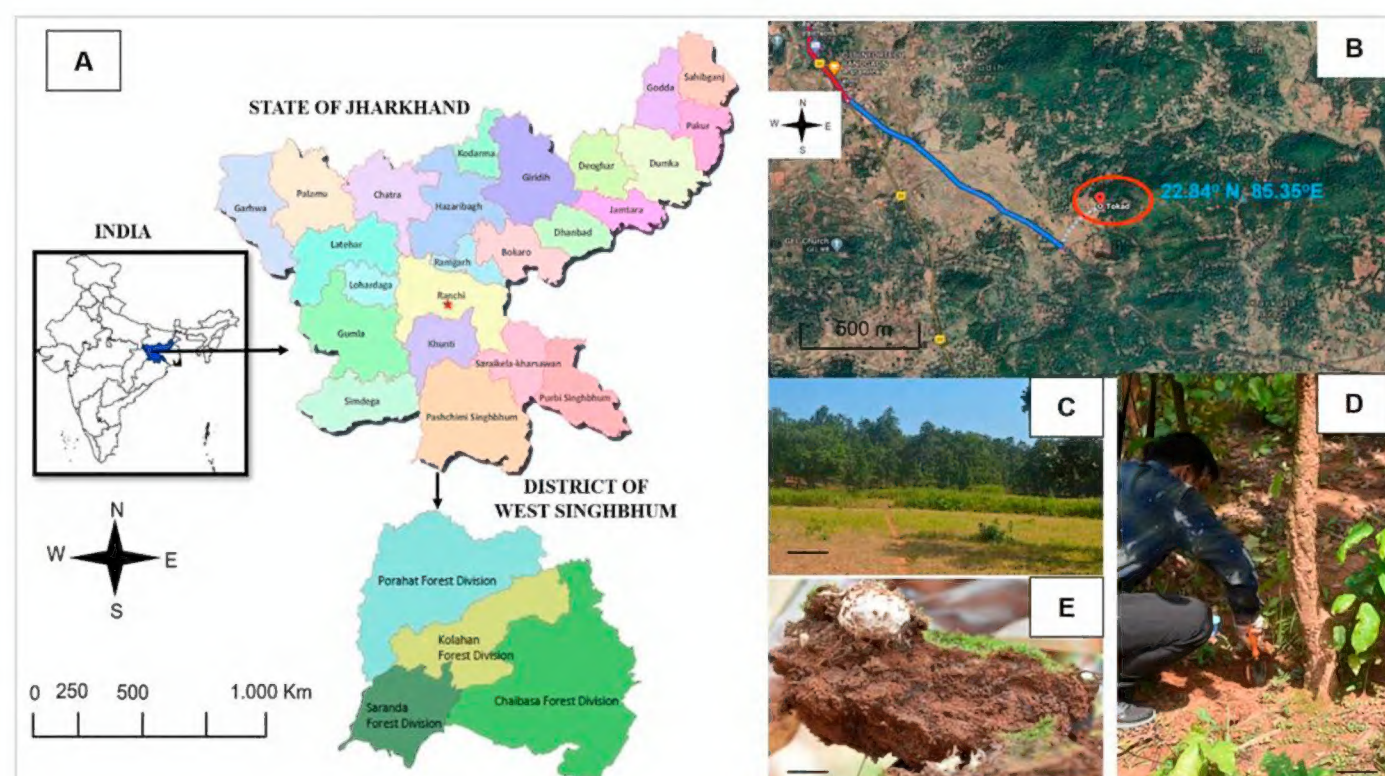 A
STATE OF JHARKHAND
Sahibganj
Godda
Pakur
Kodarma
Deoghar
Dumka
Giridih
Palamu
Chatra
Garhwa
Hazaribagh
Jamtara
Dhanbad
Latehar
Bokaro
Ramgarh
Lohardaga
Ranchi
Gumla
Khunti
Saraikela-kharsawan
Simdega
Pashchimi Singhbhum
Purbi Singhbhum
INDIA
DISTRICT OF
WEST SINGHBHUM
N
W
E
S
Porahat Forest Division
Kolahan
Forest Division
Saranda
Forest Division
Chaibasa Forest Division
0 250 500 1.000 Km
B
N
W E
S
22.84° N, 85.35°E
Tokad
GEL Church
500 m
C
D
E